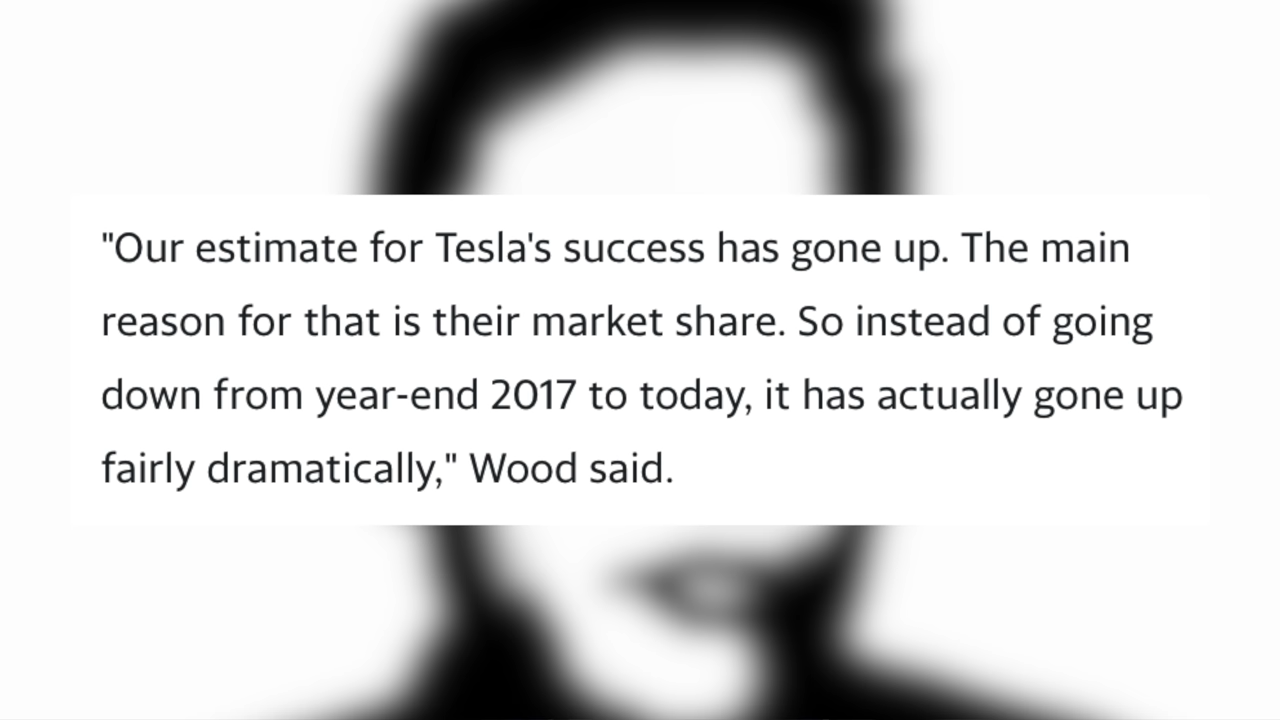 "Our estimate for Tesla's success has gone up. The main
reason for that is their market share. So instead of going
down from year-end 2017 to today, it has actually gone up
fairly dramatically," Wood said.